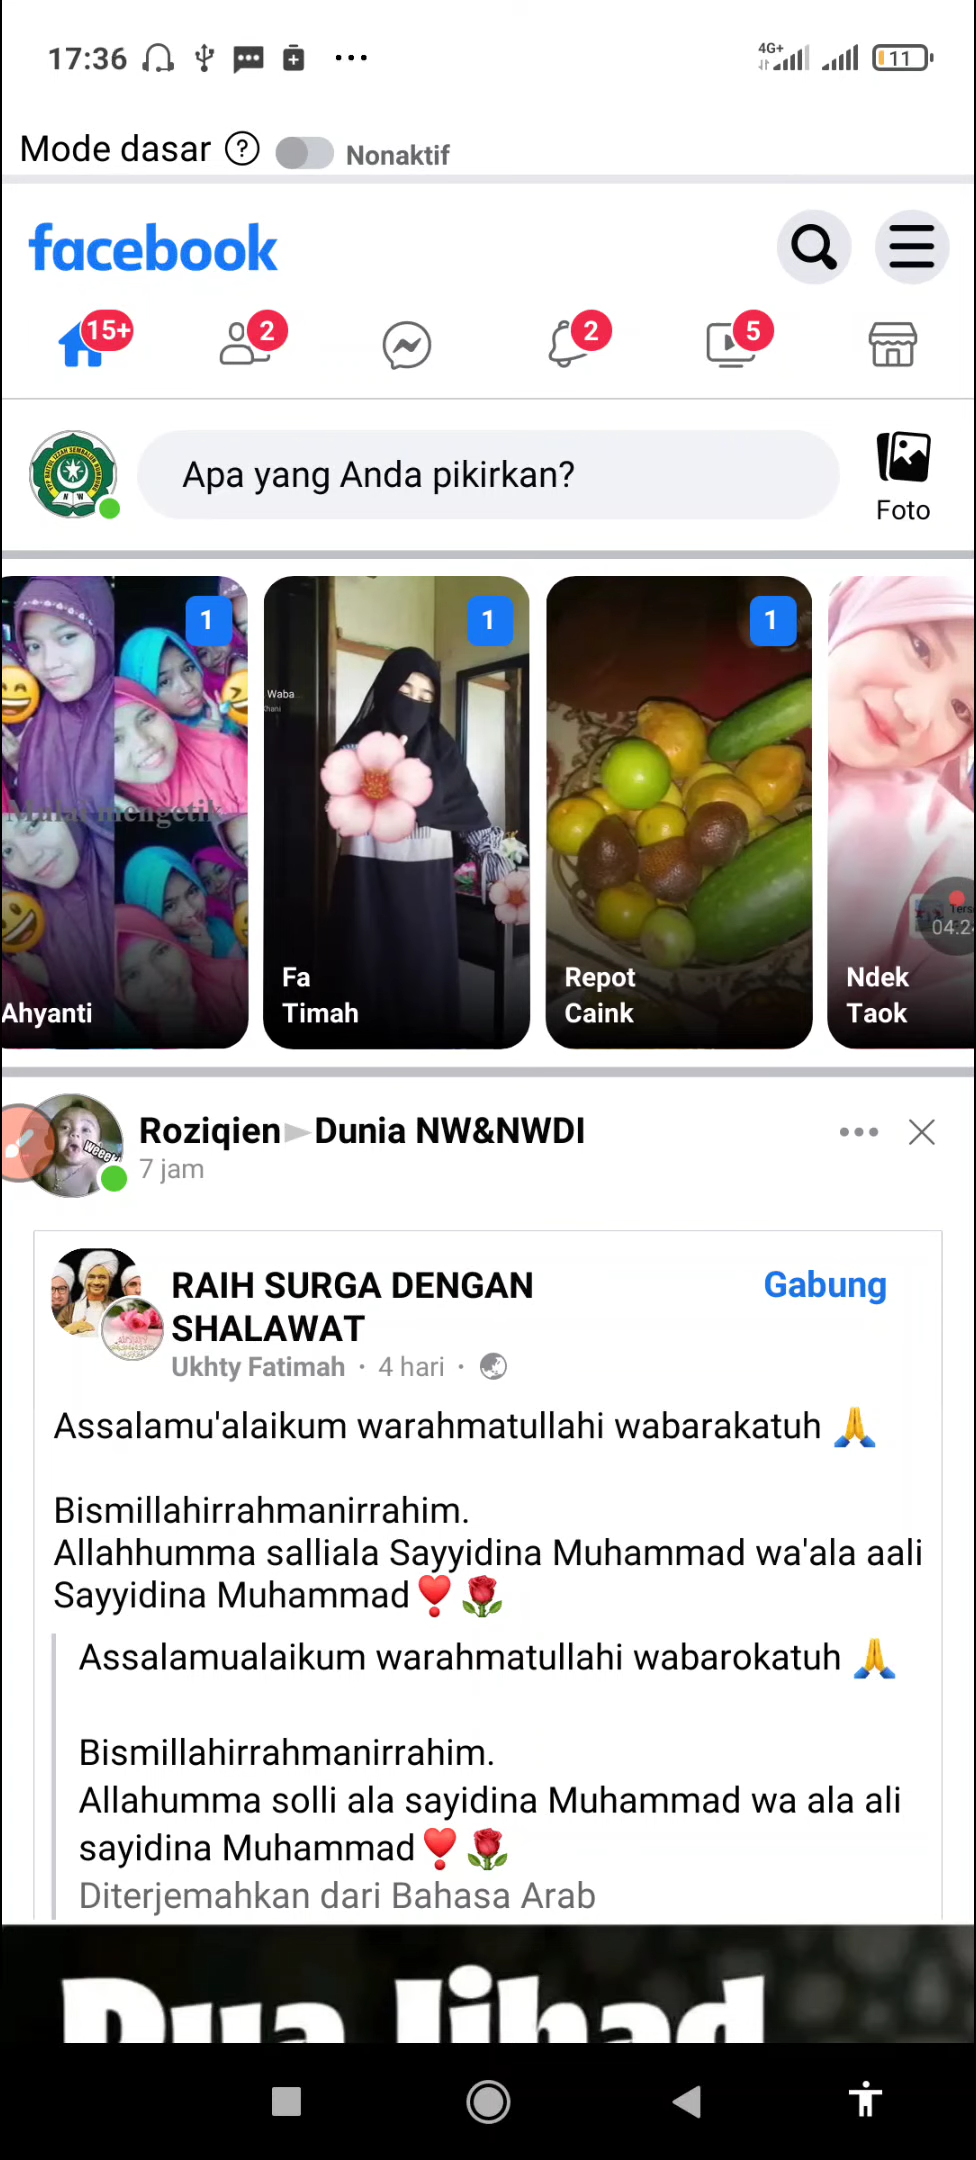 17:36
4G+
11
Mode dasar ? Nonaktif
facebook
15+
2
2
5
Apa yang Anda pikirkan?
Foto
1
1
1
Waba
Mulai mengetik
04:2
Ahyanti
Fa
Timah
Repot
Caink
Ndek
Taok
weeek
Roziqien Dunia NW&NWDI
7 jam
RAIH SURGA DENGAN
SHALAWAT
Gabung
Ukhty Fatimah · 4 hari ·
Assalamu'alaikum warahmatullahi wabarakatuh 🙏
Bismillahirrahmanirrahim.
Allahhumma salliala Sayyidina Muhammad wa'ala aali
Sayyidina Muhammad❣️🌹
Assalamualaikum warahmatullahi wabarokatuh 🙏
Bismillahirrahmanirrahim.
Allahumma solli ala sayidina Muhammad wa ala ali
sayidina Muhammad❣️🌹
Diterjemahkan dari Bahasa Arab
Dua Jihad